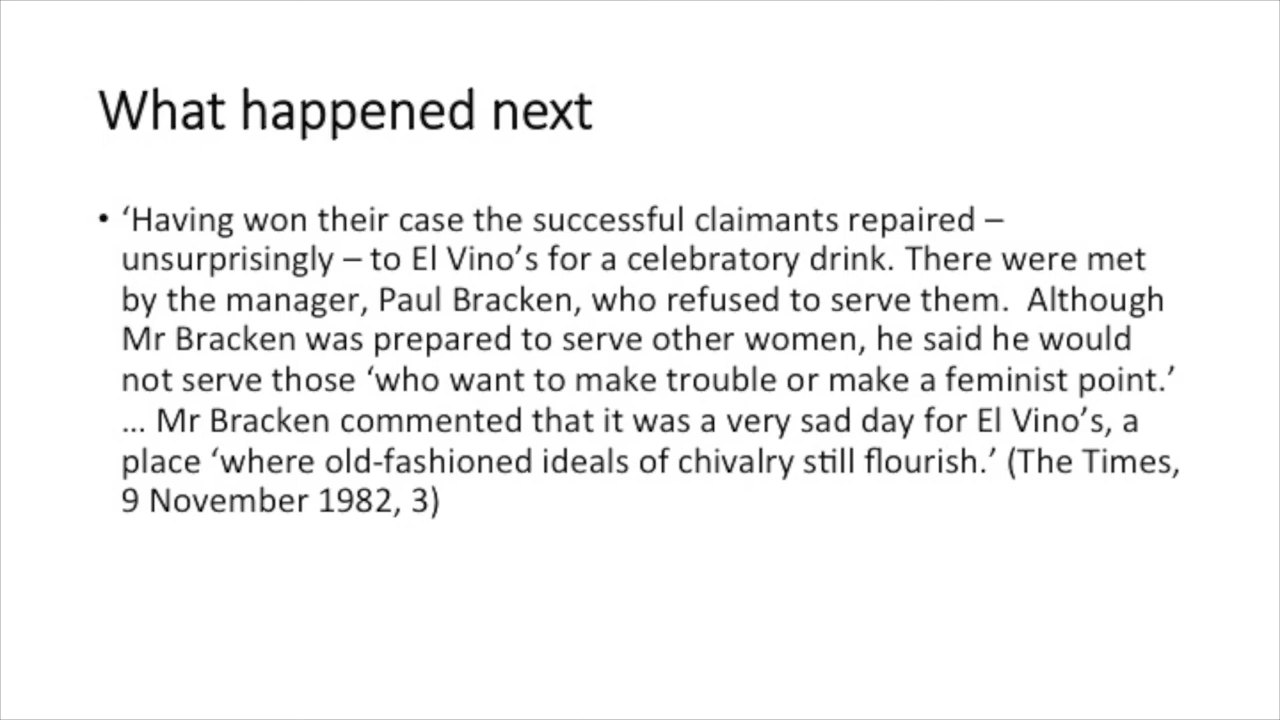 What happened next
• ‘Having won their case the successful claimants repaired –
unsurprisingly – to El Vino’s for a celebratory drink. There were met
by the manager, Paul Bracken, who refused to serve them.  Although
Mr Bracken was prepared to serve other women, he said he would
not serve those ‘who want to make trouble or make a feminist point.’
... Mr Bracken commented that it was a very sad day for El Vino’s, a
place ‘where old-fashioned ideals of chivalry still flourish.’ (The Times,
9 November 1982, 3)